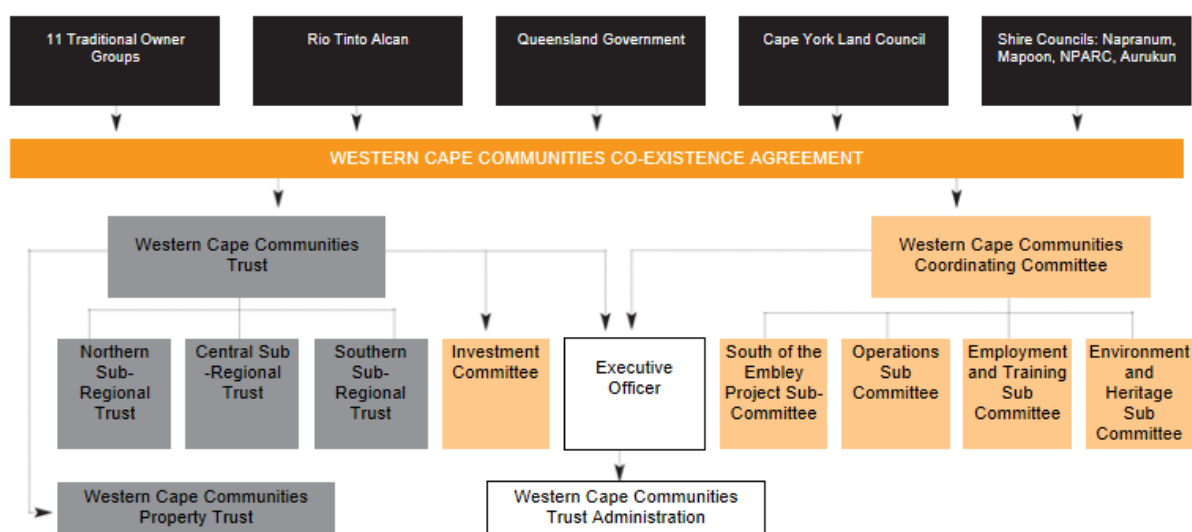 11 Traditional Owner
Groups
Rio Tinto Alcan
Queensland Government
Cape York Land Council
Shire Councils: Napranum,
Mapoon, NPARC, Aurukun
WESTERN CAPE COMMUNITIES CO-EXISTENCE AGREEMENT
Western Cape Communities
Trust
Western Cape Communities
Coordinating Committee
Northern
Sub-
Regional
Trust
Central Sub
-Regional
Trust
Southern
Sub-
Regional
Trust
Investment
Committee
Executive
Officer
South of the
Embley
Project Sub-
Committee
Operations
Sub
Committee
Employment
and Training
Sub
Committee
Environment
and
Heritage
Sub
Committee
Western Cape Communities
Property Trust
Western Cape Communities
Trust Administration